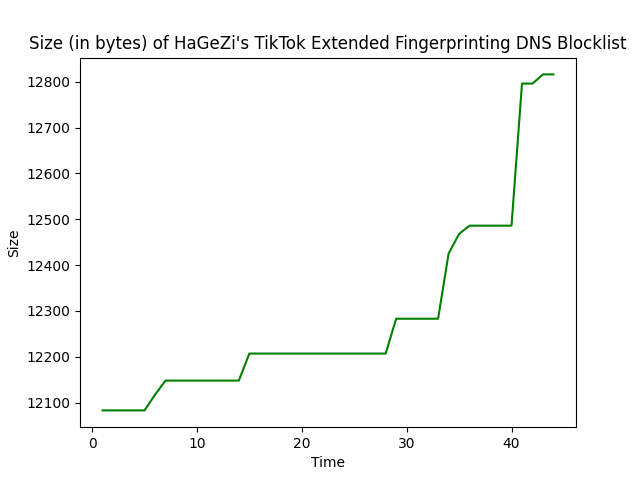 Size (in bytes) of HaGeZi's TikTok Extended Fingerprinting DNS Blocklist
12800
12700
12600
12500
12400
12300
12200
12100
Size
0 10 20 30 40
Time